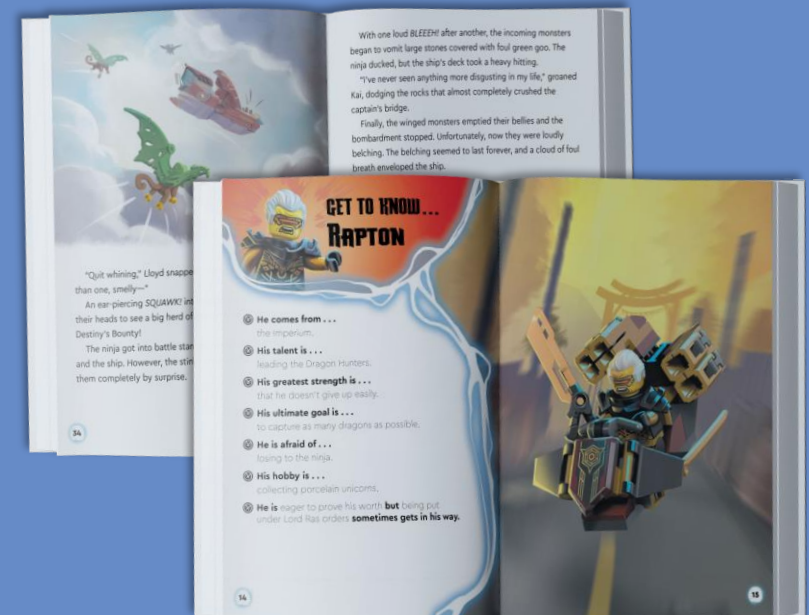 With one loud BLEEEH! after another, the incoming monsters
began to vomit large stones covered with foul green goo. The
ninja ducked, but the ship's deck took a heavy hitting.
"I've never seen anything more disgusting in my life," groaned
Kai, dodging the rocks that almost completely crushed the
captain's bridge.
Finally, the winged monsters emptied their bellies and the
bombardment stopped. Unfortunately, now they were loudly
belching. The belching seemed to last forever, and a cloud of foul
breath enveloped the ship.
"Quit whining," Lloyd snappe
than one, smelly—"
An ear-piercing SQUAWK! int
their heads to see a big herd of
Destiny's Bounty!
The ninja got into battle stan
and the ship. However, the stin
them completely by surprise.
34
GET TO KNOW...
RAPTON
He comes from . . .
the Imperium.
His talent is . . .
leading the Dragon Hunters.
His greatest strength is . . .
that he doesn't give up easily.
His ultimate goal is . . .
to capture as many dragons as possible.
He is afraid of . . .
losing to the ninja.
His hobby is . . .
collecting porcelain unicorns.
He is eager to prove his worth but being put
under Lord Ras orders sometimes gets in his way.
14
15